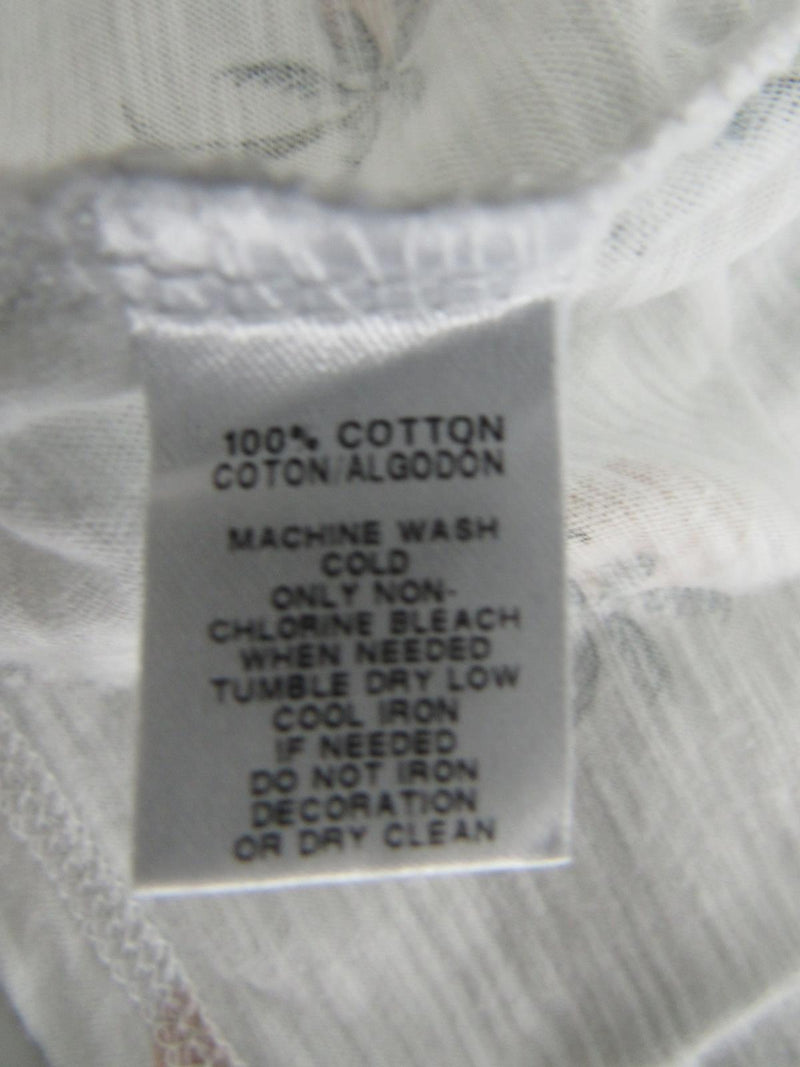 100% COTTON
COTON/ALGODÓN
MACHINE WASH
COLD
ONLY NON-
CHLORINE BLEACH
WHEN NEEDED
TUMBLE DRY LOW
COOL IRON
IF NEEDED
DO NOT IRON
DECORATION
OR DRY CLEAN